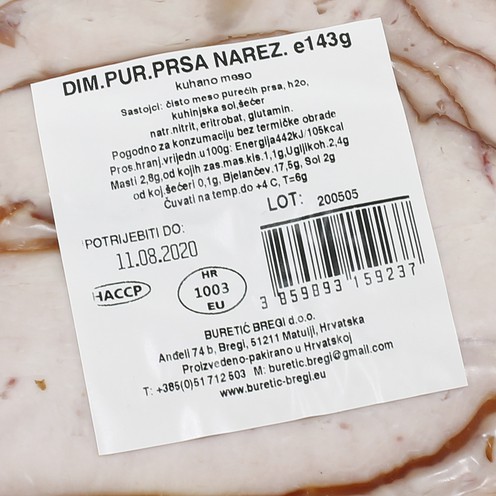 DIM.PUR.PRSA NAREZ. e143g
kuhano meso
Sastojci: čisto meso purećih prsa, h2o,
kuhinjska sol,šećer
natr.nitrit, eritrobat, glutamin.
Pogodno za konzumaciju bez termičke obrade
Pros.hranj.vrijedn.u100g: Energija442kJ/105kcal
Masti 2,8g,od kojih zas.mas.kis.1,1g,Ugljikoh.2,4g
od koj.šećeri 0,1g, Bjelančev.17,5g, Sol 2g
Čuvati na temp.do +4 C, T=6g
LOT: 200505
POTRIJEBITI DO:
11.08.2020
HACCP
HR
1003
EU
3 859893 159237
BURETIĆ BREGI d.o.o.
Anđeli 74 b, Bregi, 51211 Matulji, Hrvatska
Proizvedeno-pakirano u Hrvatskoj
T: +385(0)51 712 503 M: buretic.bregi@gmail.com
www.buretic-bregi.eu